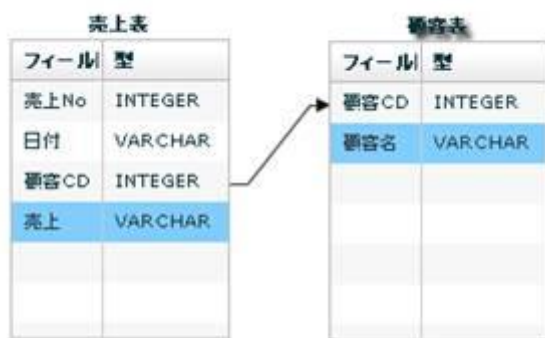 売上表
フィール 型
売上No INTEGER
日付 VARCHAR
顧客CD INTEGER
売上 VARCHAR
顧客表
フィール 型
顧客CD INTEGER
顧客名 VARCHAR